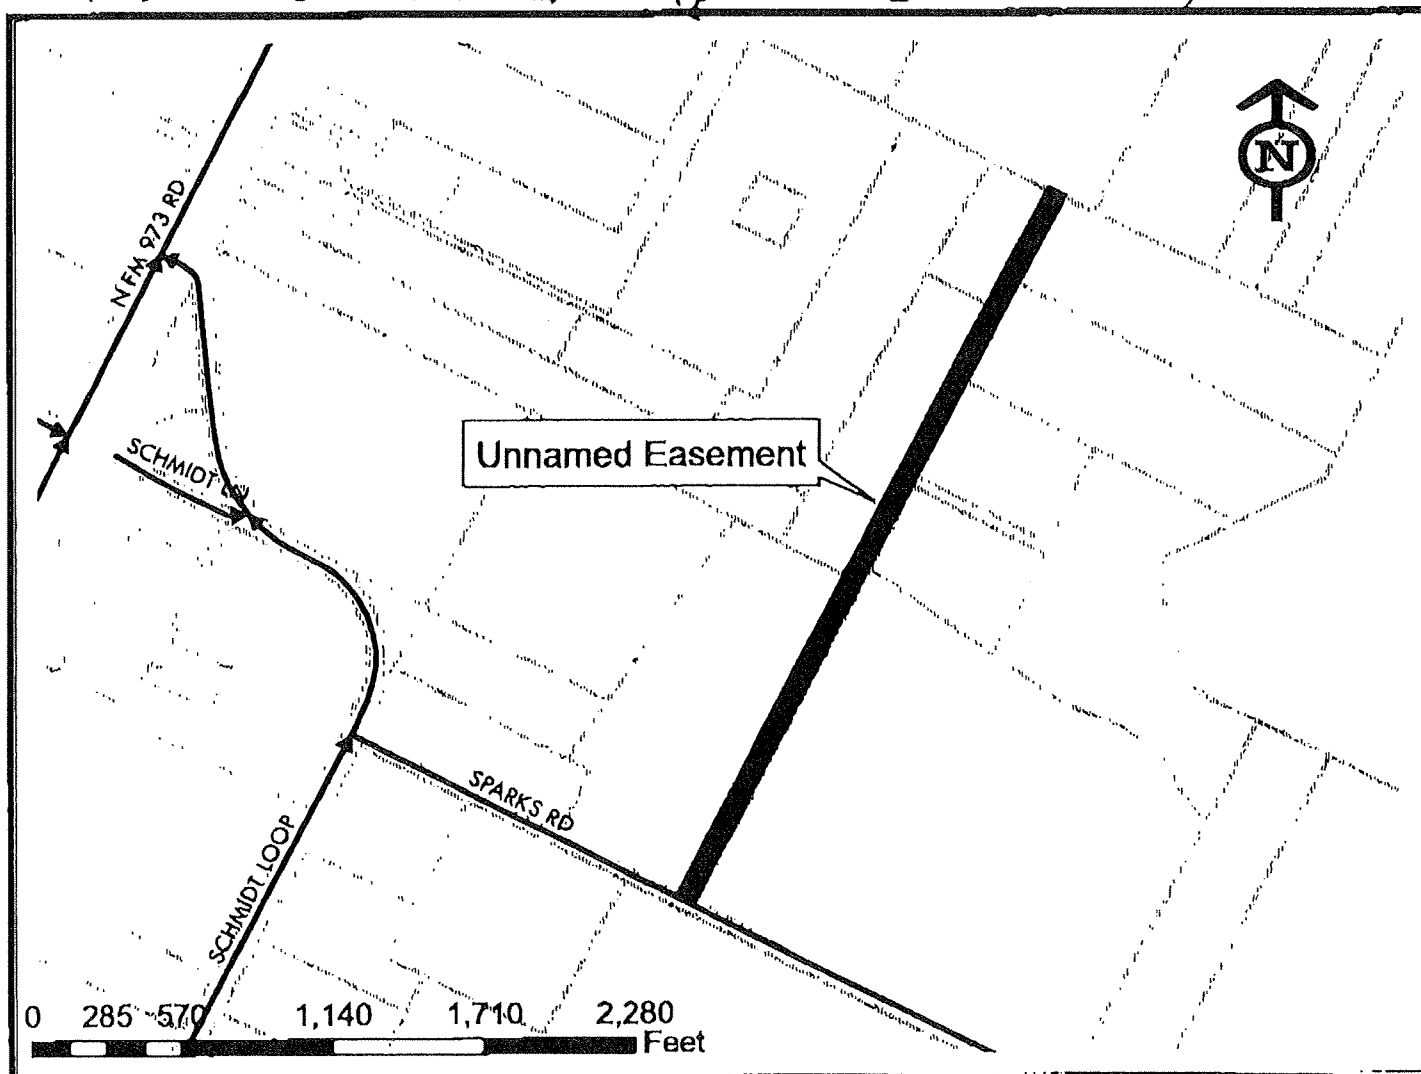 N
N FM 973 RD
SCHMIDT LN
Unnamed Easement
SPARKS RD
SCHMIDT LOOP
0 285 570 1,140 1,710 2,280
Feet